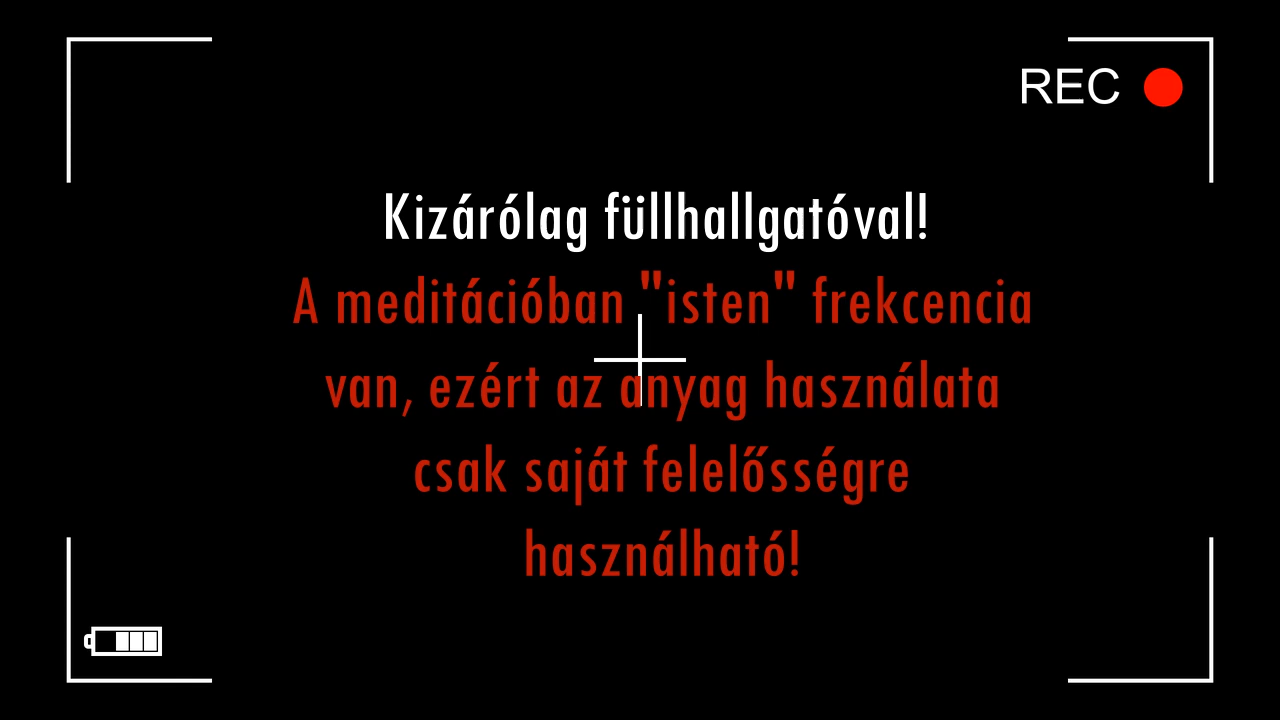 REC
Kizárólag füllhallgatóval!
A meditációban "isten" frekcencia
van, ezért az anyag használata
csak saját felelősségre
használható!